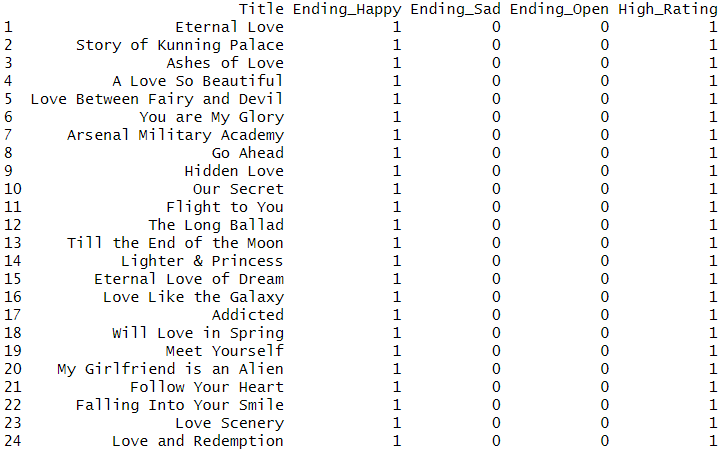 Title Ending_Happy Ending_Sad Ending_Open High_Rating
1 Eternal Love 1 0 0 1
2 Story of Kunning Palace 1 0 0 1
3 Ashes of Love 1 0 0 1
4 A Love So Beautiful 1 0 0 1
5 Love Between Fairy and Devil 1 0 0 1
6 You are My Glory 1 0 0 1
7 Arsenal Military Academy 1 0 0 1
8 Go Ahead 1 0 0 1
9 Hidden Love 1 0 0 1
10 Our Secret 1 0 0 1
11 Flight to You 1 0 0 1
12 The Long Ballad 1 0 0 1
13 Till the End of the Moon 1 0 0 1
14 Lighter & Princess 1 0 0 1
15 Eternal Love of Dream 1 0 0 1
16 Love Like the Galaxy 1 0 0 1
17 Addicted 1 0 0 1
18 Will Love in Spring 1 0 0 1
19 Meet Yourself 1 0 0 1
20 My Girlfriend is an Alien 1 0 0 1
21 Follow Your Heart 1 0 0 1
22 Falling Into Your Smile 1 0 0 1
23 Love Scenery 1 0 0 1
24 Love and Redemption 1 0 0 1